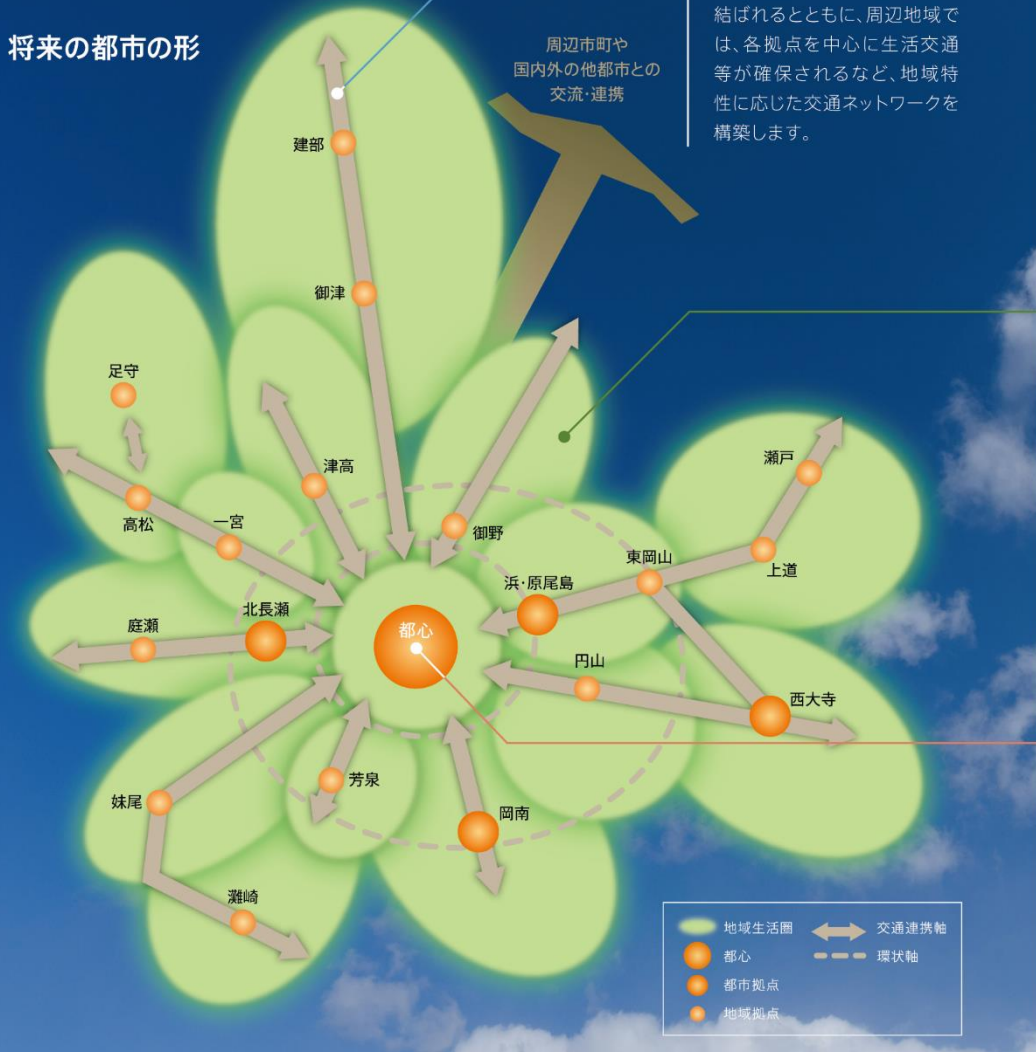 将来の都市の形
結ばれるとともに、周辺地域で
は、各拠点を中心に生活交通
等が確保されるなど、地域特
性に応じた交通ネットワークを
構築します。
周辺市町や
国内外の他都市との
交流・連携
建部
御津
足守
津高
瀬戸
高松
一宮
御野
東岡山
上道
浜・原尾島
北長瀬
庭瀬
都心
円山
西大寺
芳泉
妹尾
岡南
灘崎
地域生活圏
交通連携軸
都心
環状軸
都市拠点
地域拠点